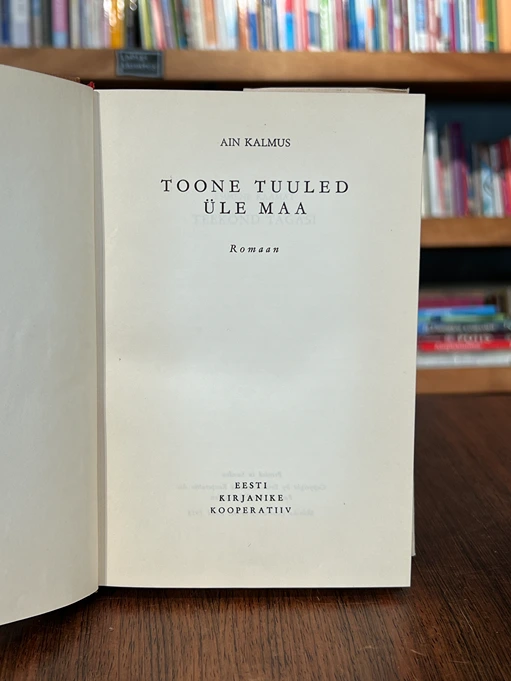 AIN KALMUS
TOONE TUULED
ÜLE MAA
Romaan
EESTI
KIRJANIKE
KOOPERATIIV